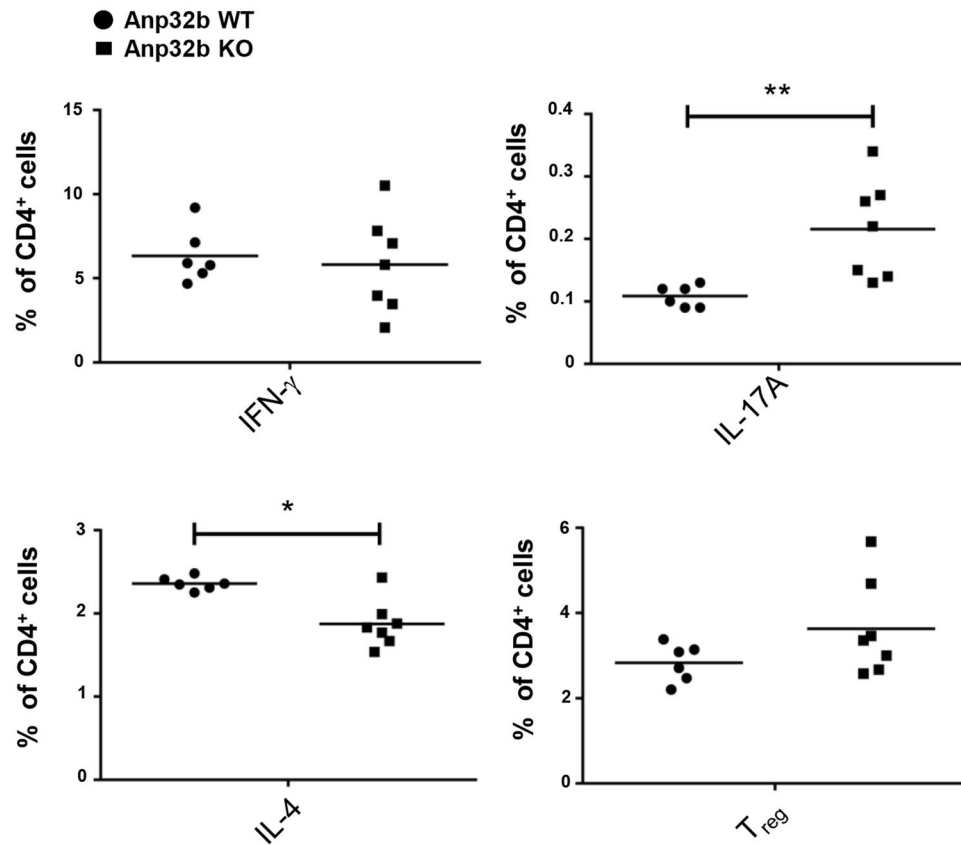 Anp32b WT
Anp32b KO
% of CD4⁺ cells
15
10
5
0
IFN-γ
% of CD4⁺ cells
0.4
0.3
0.2
0.1
0
**
IL-17A
% of CD4⁺ cells
3
2
1
0
*
IL-4
% of CD4⁺ cells
6
4
2
0
T reg